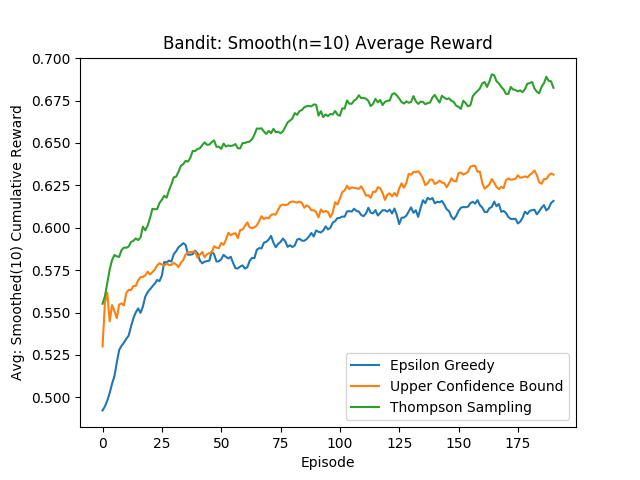 Bandit: Smooth(n=10) Average Reward
Avg: Smoothed(10) Cumulative Reward
0.700
0.675
0.650
0.625
0.600
0.575
0.550
0.525
0.500
Epsilon Greedy
Upper Confidence Bound
Thompson Sampling
0 25 50 75 100 125 150 175
Episode